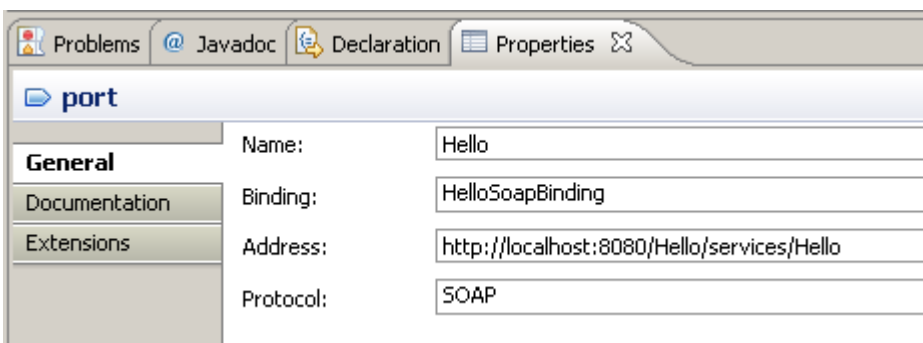 Problems @ Javadoc Declaration Properties
port
General
Documentation
Extensions
Name: Hello
Binding: HelloSoapBinding
Address: http://localhost:8080/Hello/services/Hello
Protocol: SOAP